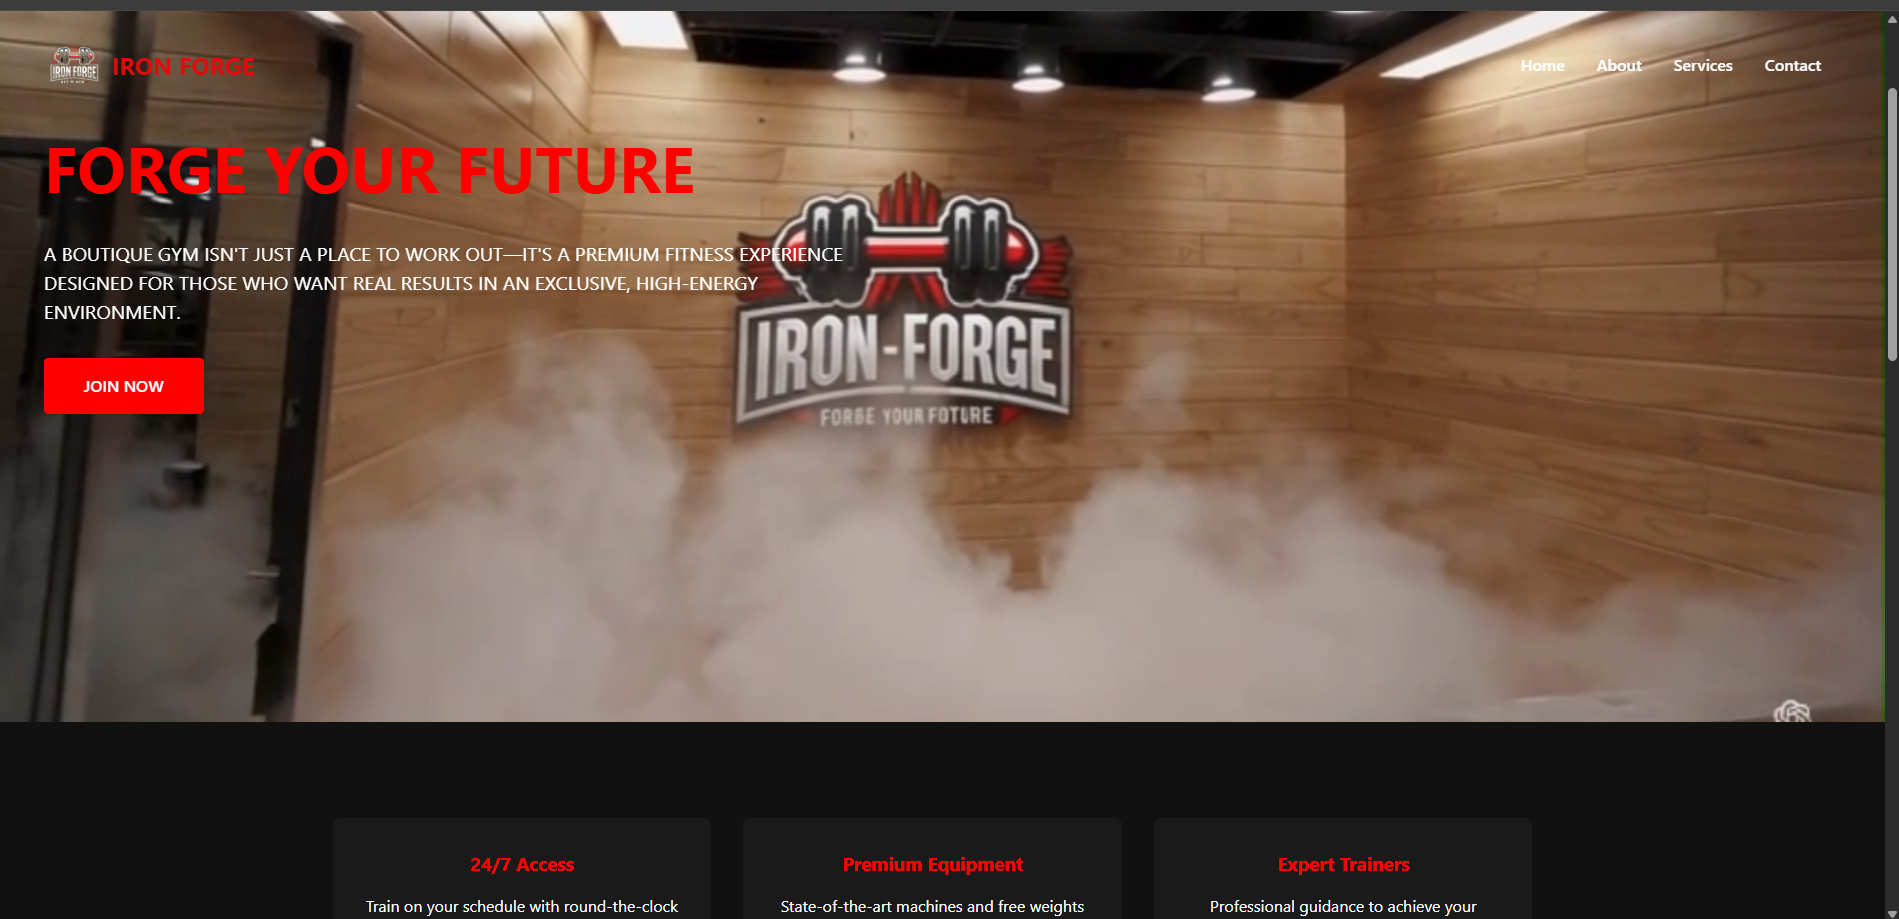 IRON FORGE
IRON FORGE
Home About Services Contact
FORGE YOUR FUTURE
A BOUTIQUE GYM ISN'T JUST A PLACE TO WORK OUT—IT'S A PREMIUM FITNESS EXPERIENCE
DESIGNED FOR THOSE WHO WANT REAL RESULTS IN AN EXCLUSIVE, HIGH-ENERGY
ENVIRONMENT.
JOIN NOW
IRON-FORGE
FORBE YOUR FOTURE
24/7 Access
Train on your schedule with round-the-clock
Premium Equipment
State-of-the-art machines and free weights
Expert Trainers
Professional guidance to achieve your